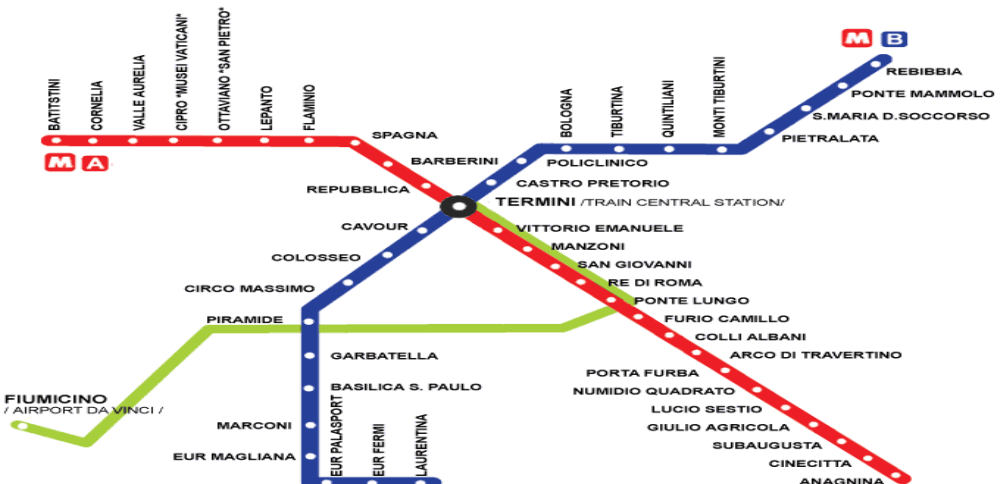 BATITSTINI
CORNELIA
VALLE AURELIA
CIPRO "MUSEI VATICANI"
OTTAVIANO "SAN PIETRO"
LEPANTO
FLAMINIO
M A
SPAGNA
BARBERINI
REPUBBLICA
M B
REBIBBIA
PONTE MAMMOLO
S.MARIA D.SOCCORSO
PIETRALATA
MONTI TIBURTINI
QUINTILIANI
TIBURTINA
BOLOGNA
POLICLINICO
CASTRO PRETORIO
TERMINI /TRAIN CENTRAL STATION/
CAVOUR
COLOSSEO
CIRCO MASSIMO
PIRAMIDE
GARBATELLA
BASILICA S. PAULO
MARCONI
EUR MAGLIANA
EUR PALASPORT
EUR FERMI
LAURENTINA
VITTORIO EMANUELE
MANZONI
SAN GIOVANNI
RE DI ROMA
PONTE LUNGO
FURIO CAMILLO
COLLI ALBANI
ARCO DI TRAVERTINO
PORTA FURBA
NUMIDIO QUADRATO
LUCIO SESTIO
GIULIO AGRICOLA
SUBAUGUSTA
CINECITTA
ANAGNINA
FIUMICINO
/ AIRPORT DA VINCI /